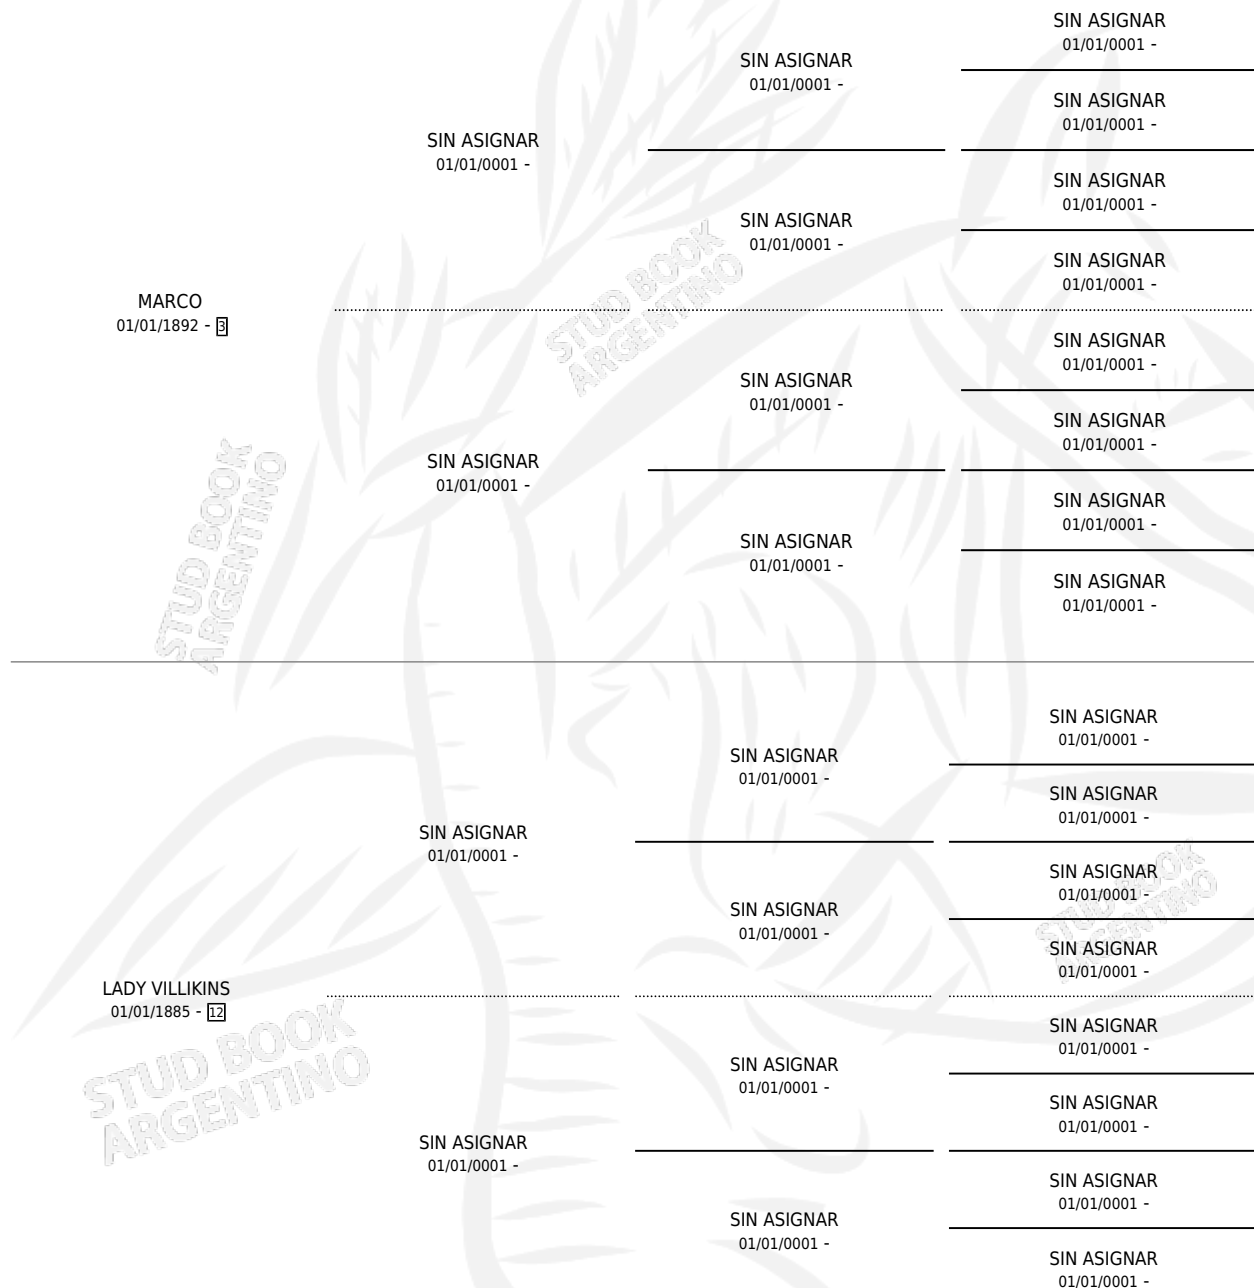 SIN ASIGNAR
01/01/0001 -
SIN ASIGNAR
01/01/0001 -
SIN ASIGNAR
01/01/0001 -
SIN ASIGNAR
01/01/0001 -
SIN ASIGNAR
01/01/0001 -
SIN ASIGNAR
01/01/0001 -
SIN ASIGNAR
01/01/0001 -
MARCO
01/01/1892 - 3
SIN ASIGNAR
01/01/0001 -
SIN ASIGNAR
01/01/0001 -
SIN ASIGNAR
01/01/0001 -
SIN ASIGNAR
01/01/0001 -
SIN ASIGNAR
01/01/0001 -
SIN ASIGNAR
01/01/0001 -
SIN ASIGNAR
01/01/0001 -
STUD BOOK
ARGENTINO
STUD BOOK
ARGENTINO
SIN ASIGNAR
01/01/0001 -
SIN ASIGNAR
01/01/0001 -
SIN ASIGNAR
01/01/0001 -
SIN ASIGNAR
01/01/0001 -
SIN ASIGNAR
01/01/0001 -
SIN ASIGNAR
01/01/0001 -
SIN ASIGNAR
01/01/0001 -
STUD BOOK
ARGENTINO
LADY VILLIKINS
01/01/1885 - 12
SIN ASIGNAR
01/01/0001 -
SIN ASIGNAR
01/01/0001 -
SIN ASIGNAR
01/01/0001 -
SIN ASIGNAR
01/01/0001 -
SIN ASIGNAR
01/01/0001 -
SIN ASIGNAR
01/01/0001 -
SIN ASIGNAR
01/01/0001 -
STUD BOOK
ARGENTINO